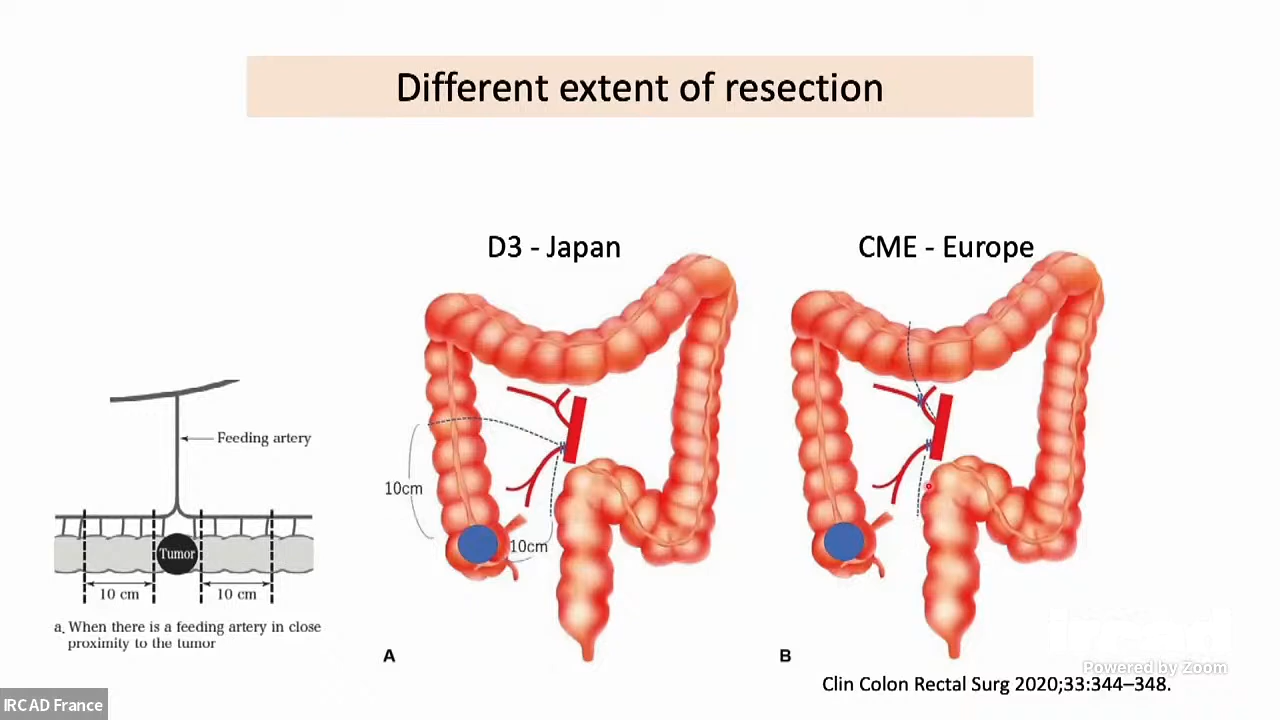 Different extent of resection
D3 - Japan
CME - Europe
Feeding artery
Tumor
10 cm
10 cm
a. When there is a feeding artery in close
proximity to the tumor
10cm
10cm
A
B
Clin Colon Rectal Surg 2020;33:344–348.
Powered by Zoom
IRCAD France